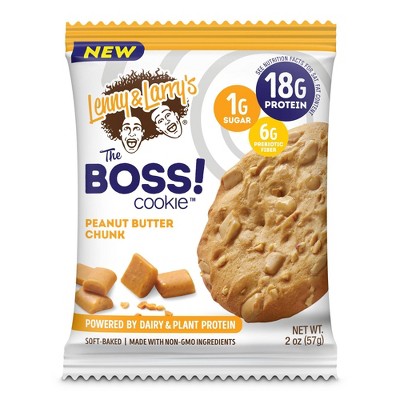 NEW
Lenny & Larry's®
The
BOSS!
cookie™
PEANUT BUTTER
CHUNK
1G
SUGAR
18G
PROTEIN
SEE NUTRITION FACTS FOR SAT FAT CONTENT
6G
PREBIOTIC
FIBER
POWERED BY DAIRY & PLANT PROTEIN
SOFT-BAKED | MADE WITH NON-GMO INGREDIENTS
NET WT.
2 oz (57g)